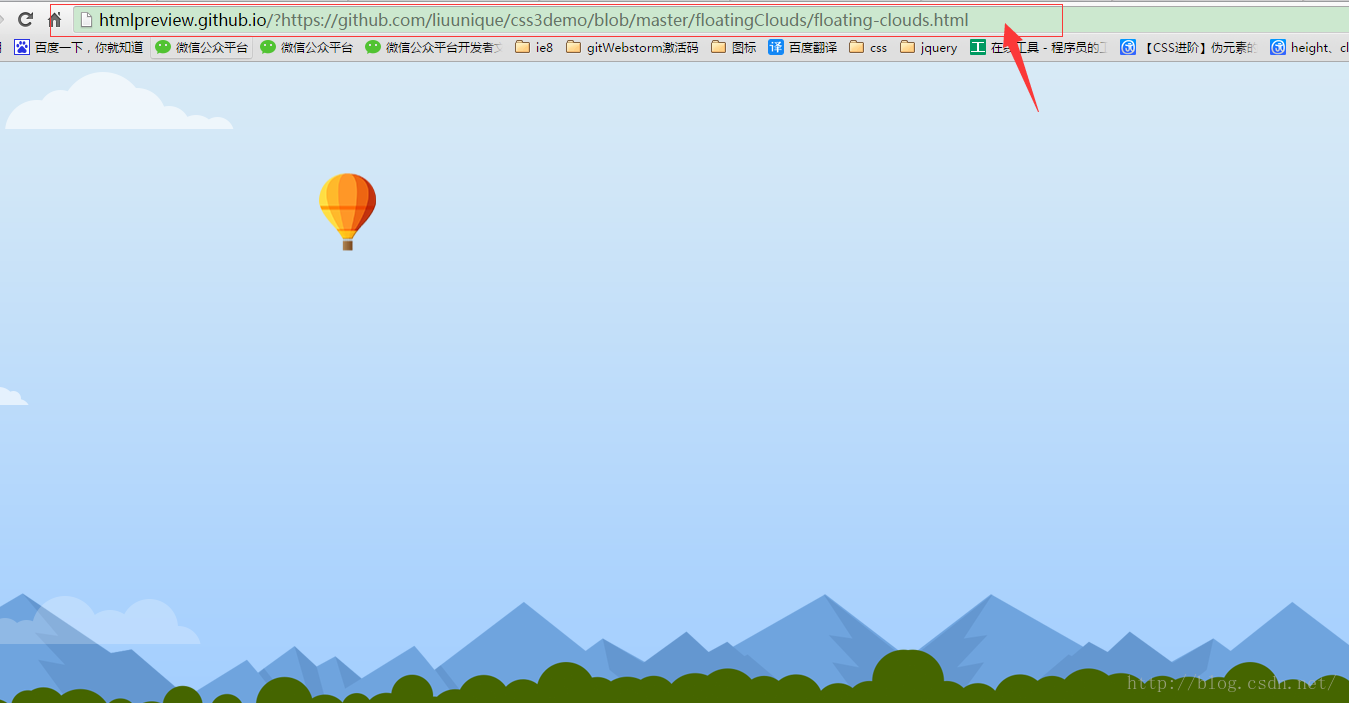 htmlpreview.github.io/?https://github.com/liuunique/css3demo/blob/master/floatingClouds/floating-clouds.html
百度一下，你就知道 微信公众平台 微信公众平台 微信公众平台开发者文 ie8 gitWebstorm激活码 图标 译 百度翻译 css jquery 工 在线工具 - 程序员的工 【CSS进阶】伪元素的 height、cl
http://blog.csdn.net/